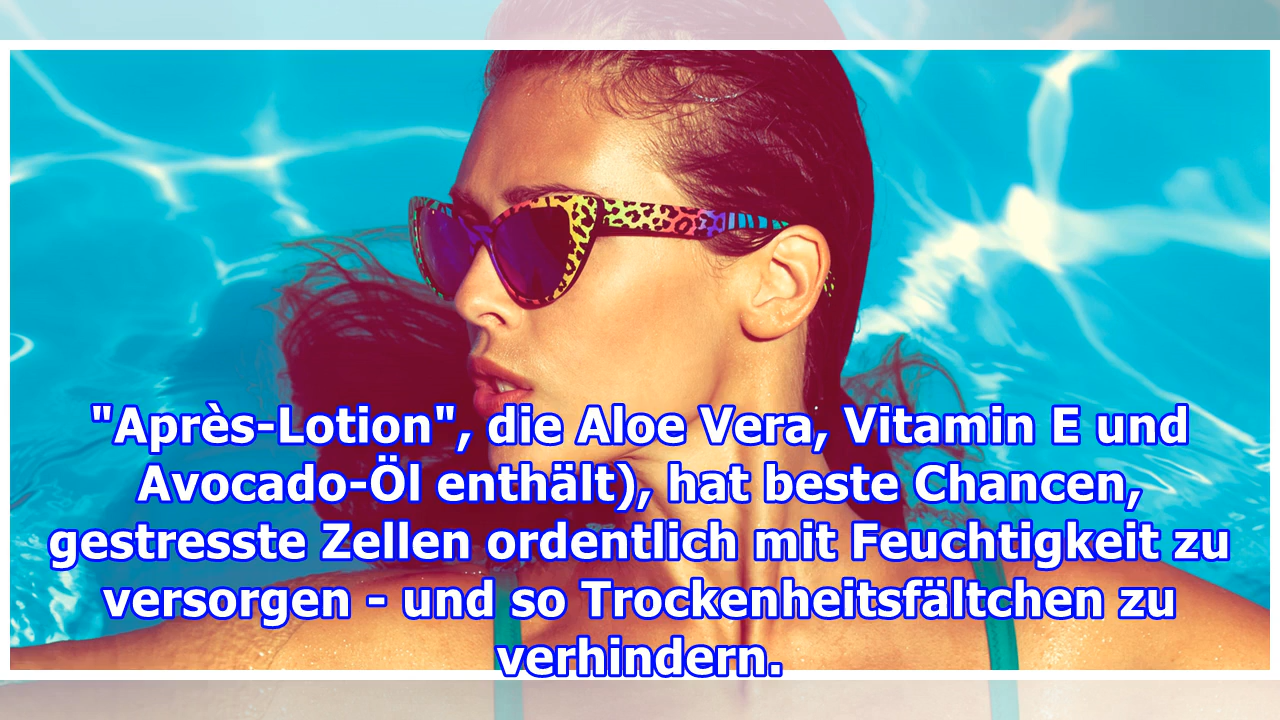 "Après-Lotion", die Aloe Vera, Vitamin E und
Avocado-Öl enthält), hat beste Chancen,
gestresste Zellen ordentlich mit Feuchtigkeit zu
versorgen - und so Trockenheitsfältchen zu
verhindern.